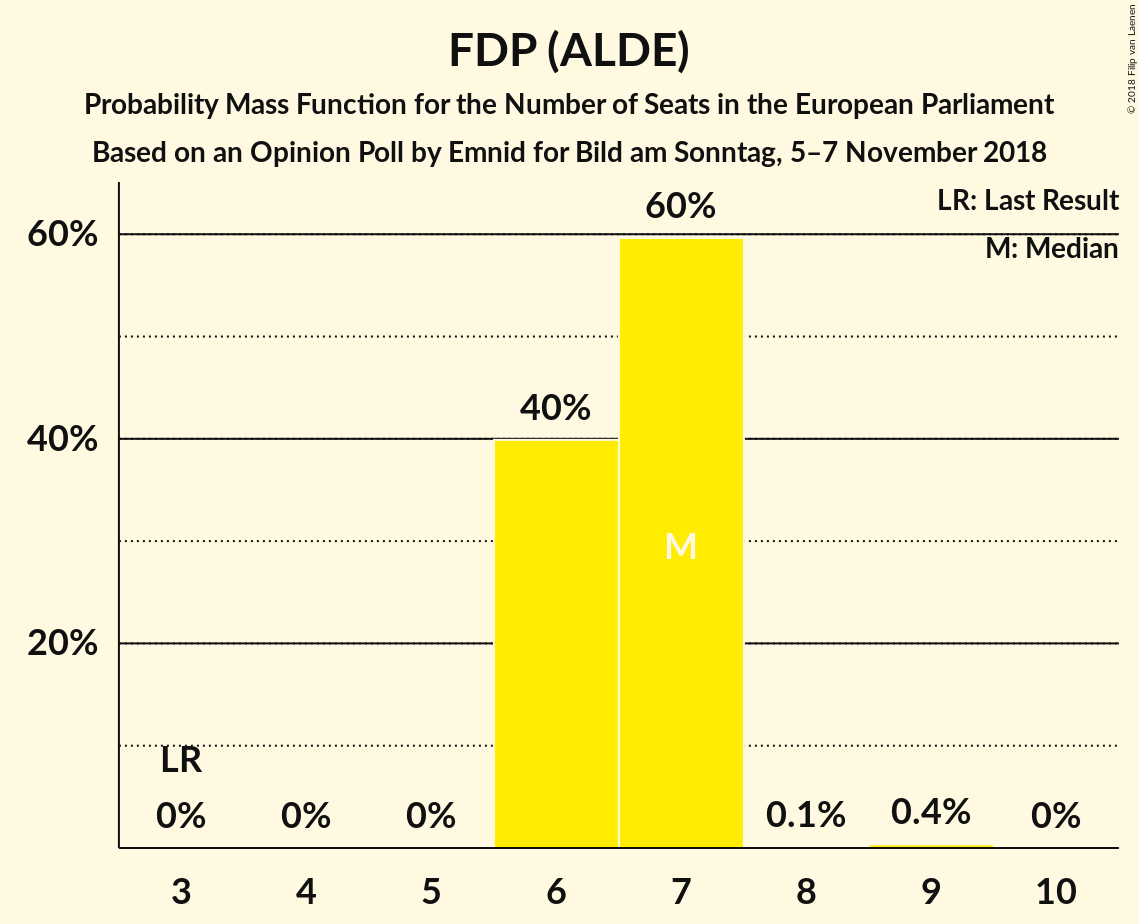 FDP (ALDE)
Probability Mass Function for the Number of Seats in the European Parliament
Based on an Opinion Poll by Emnid for Bild am Sonntag, 5–7 November 2018
© 2018 Filip van Laenen
LR: Last Result
M: Median
60%
40%
20%
LR
0%
0%
0%
40%
60%
M
0.1%
0.4%
0%
3
4
5
6
7
8
9
10